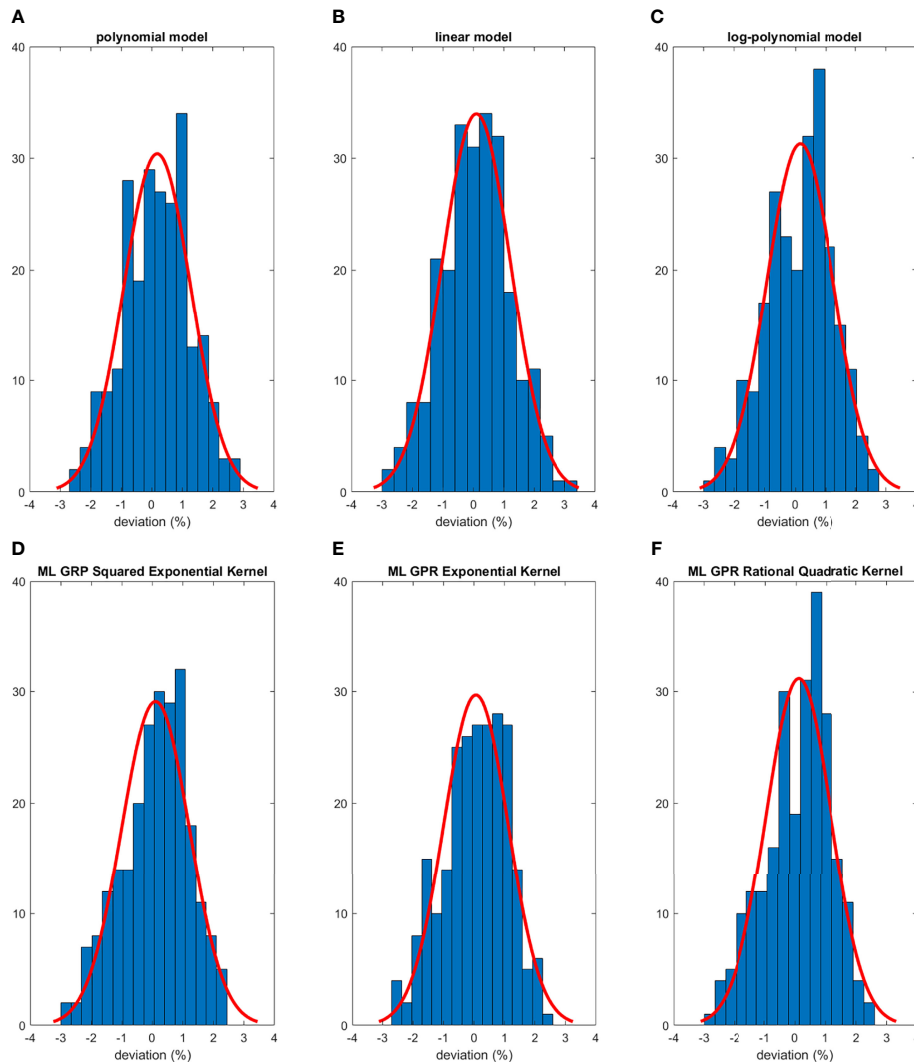 A
polynomial model
40
30
20
10
0
-4 -3 -2 -1 0 1 2 3 4
deviation (%)
B
linear model
40
30
20
10
0
-4 -3 -2 -1 0 1 2 3 4
deviation (%)
C
log-polynomial model
40
30
20
10
0
-4 -3 -2 -1 0 1 2 3 4
deviation (%)
D
ML GRP Squared Exponential Kernel
40
30
20
10
0
-4 -3 -2 -1 0 1 2 3 4
deviation (%)
E
ML GPR Exponential Kernel
40
30
20
10
0
-4 -3 -2 -1 0 1 2 3 4
deviation (%)
F
ML GPR Rational Quadratic Kernel
40
30
20
10
0
-4 -3 -2 -1 0 1 2 3 4
deviation (%)